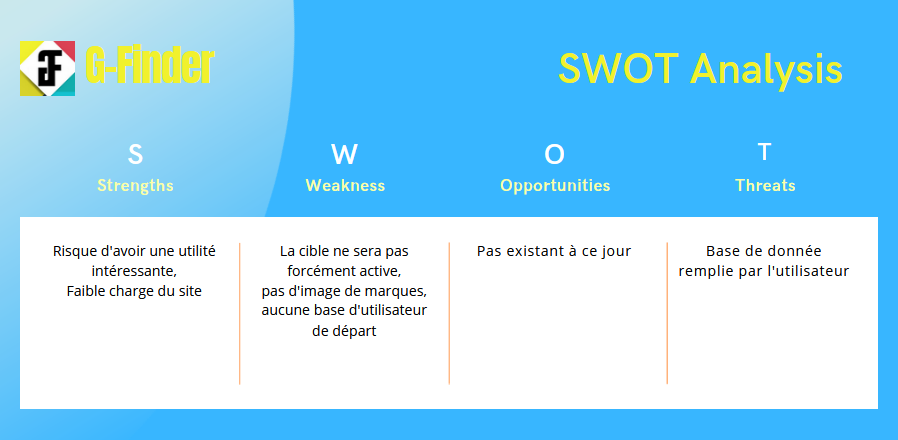 G-Finder
SWOT Analysis
S
Strengths
W
Weakness
O
Opportunities
T
Threats
Risque d'avoir une utilité
intéressante,
Faible charge du site
La cible ne sera pas
forcément active,
pas d'image de marques,
aucune base d'utilisateur
de départ
Pas existant à ce jour
Base de donnée
remplie par l'utilisateur